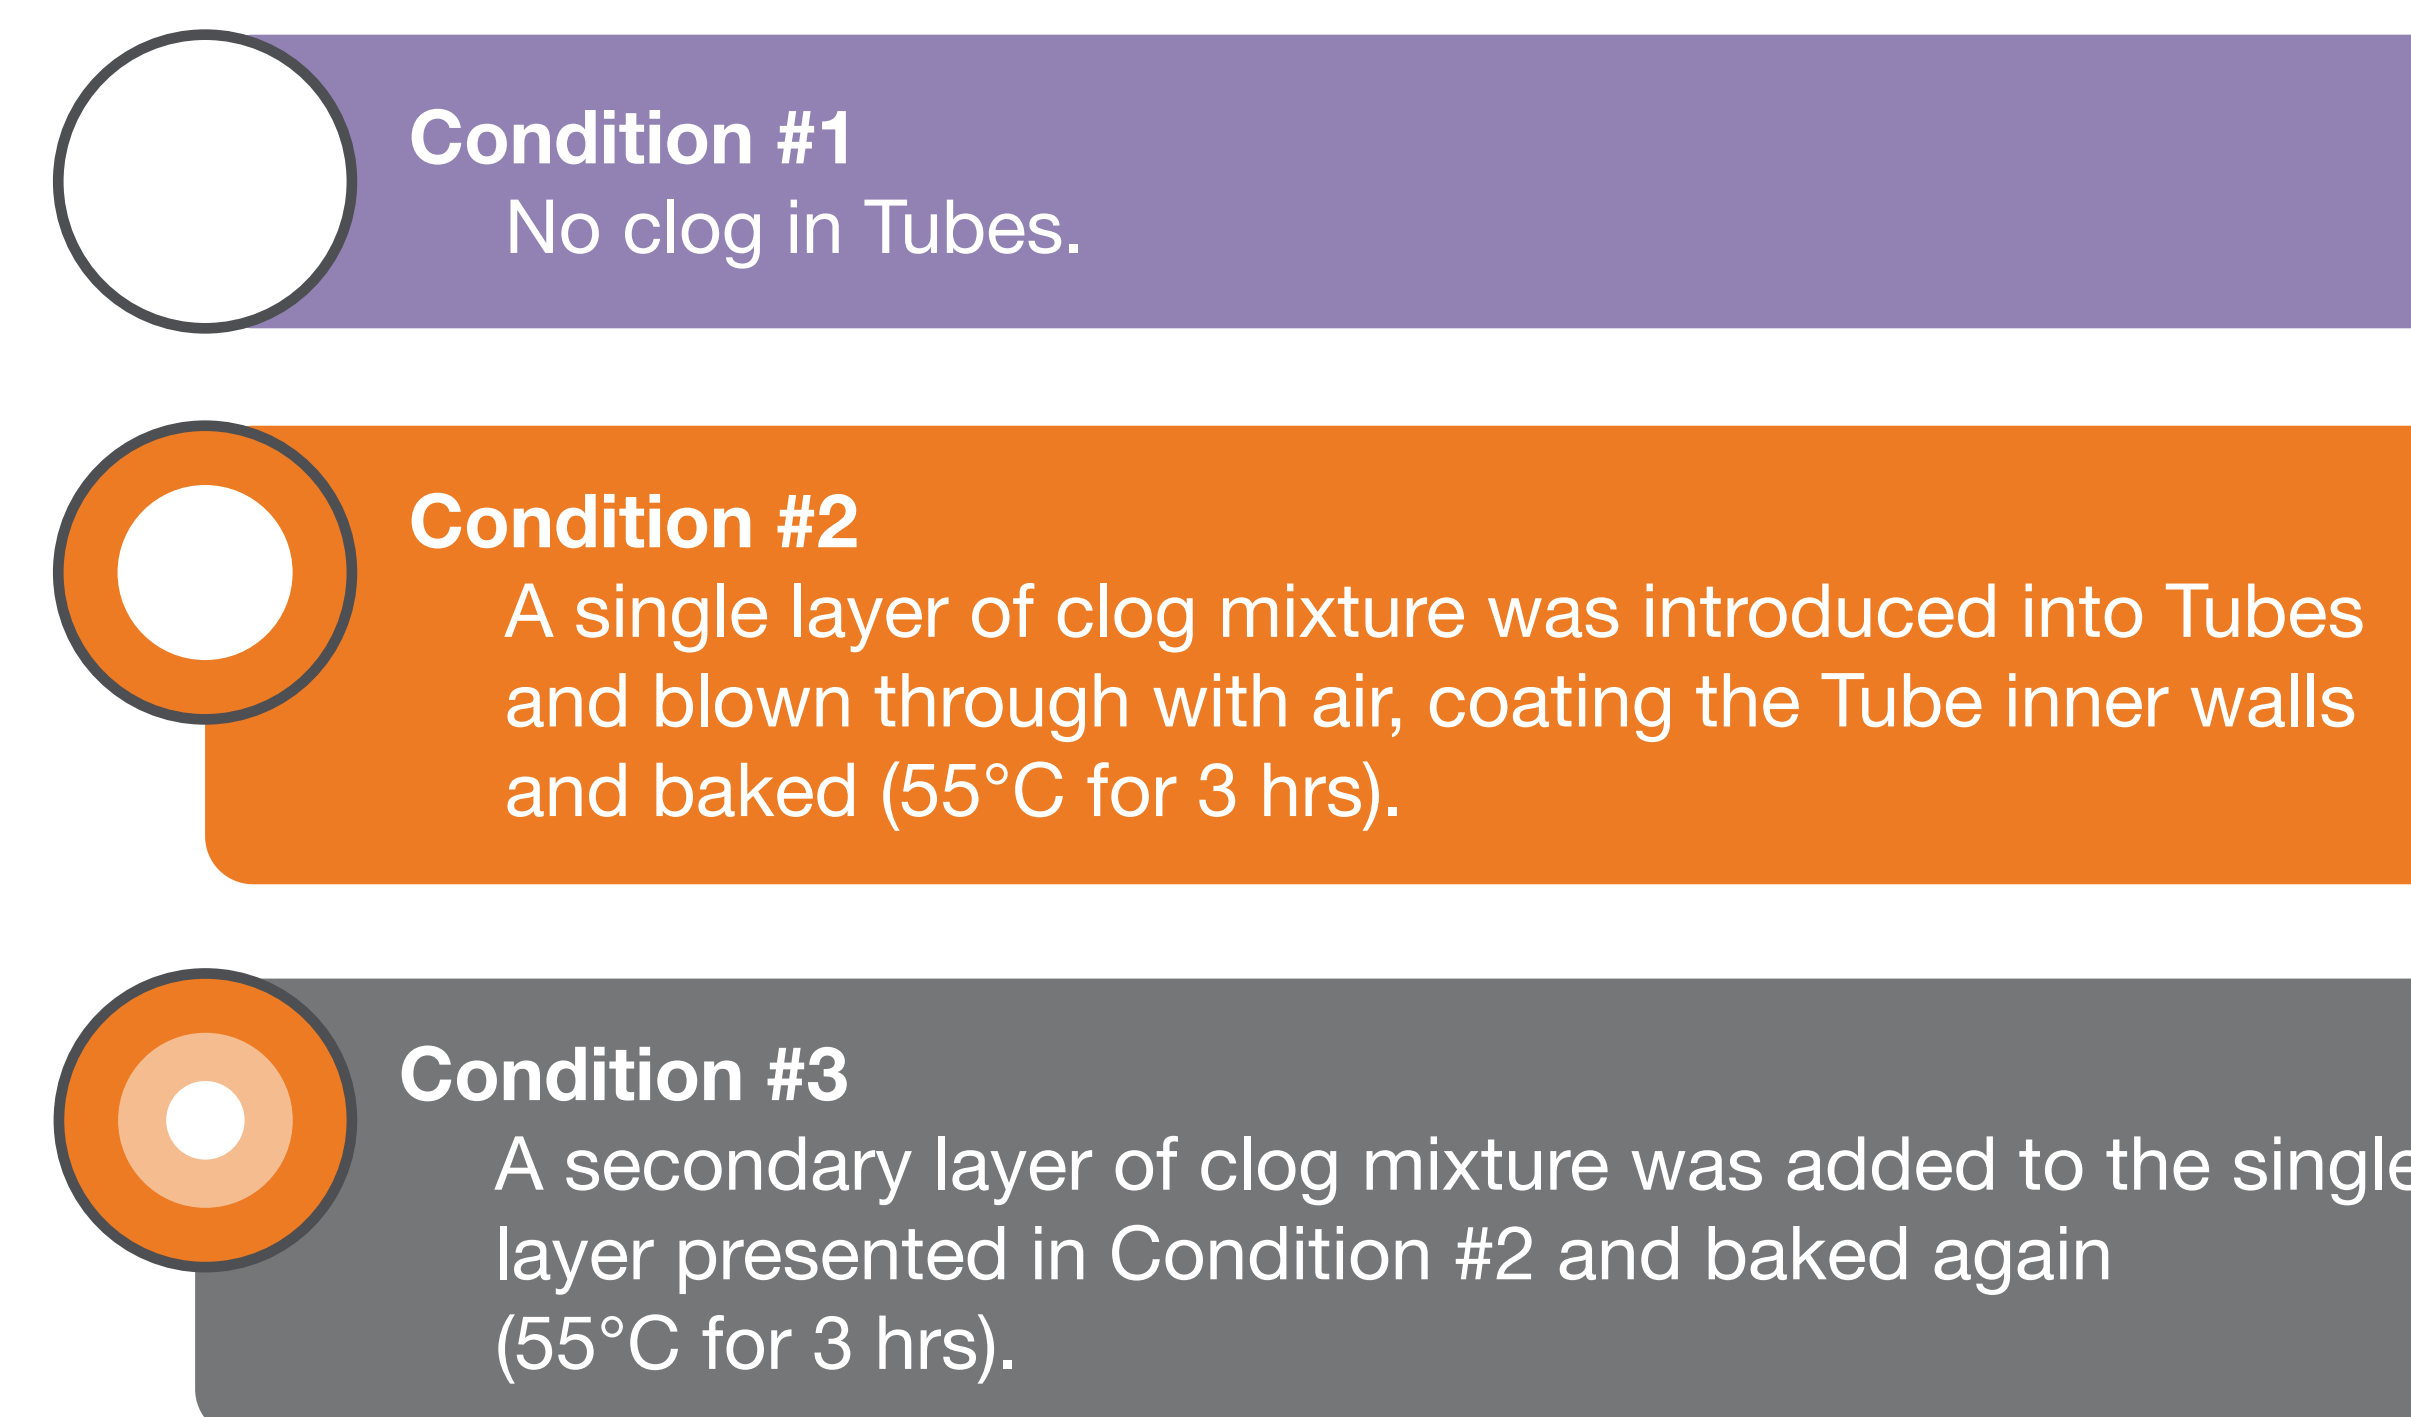 Condition #1
No clog in Tubes.
Condition #2
A single layer of clog mixture was introduced into Tubes
and blown through with air, coating the Tube inner walls
and baked (55°C for 3 hrs).
Condition #3
A secondary layer of clog mixture was added to the single
layer presented in Condition #2 and baked again
(55°C for 3 hrs).